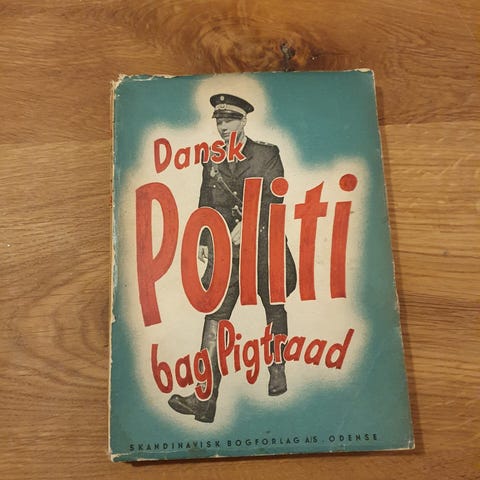 Dansk
Politi
bag Pigtraad
SKANDINAVISK BOGFORLAG A/S. ODENSE